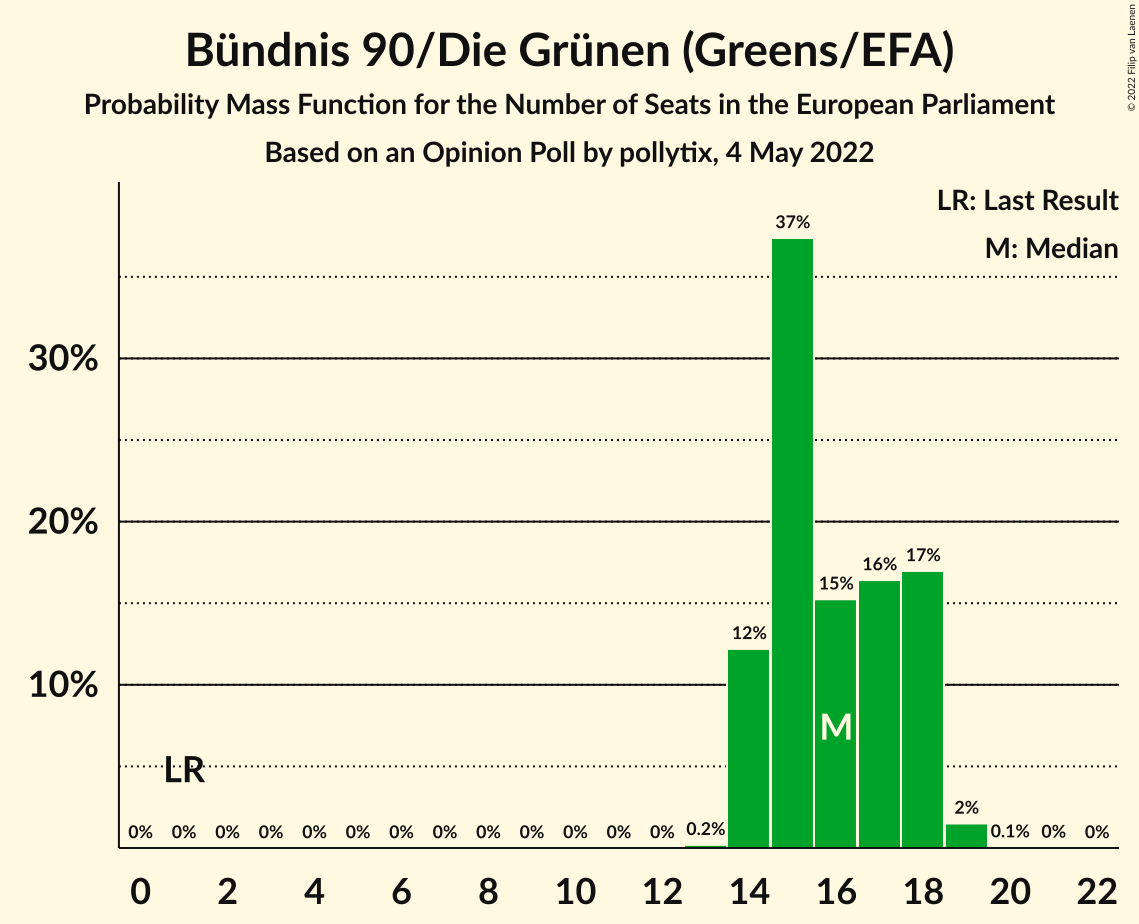 Bündnis 90/Die Grünen (Greens/EFA)
Probability Mass Function for the Number of Seats in the European Parliament
Based on an Opinion Poll by pollytix, 4 May 2022
© 2022 Filip van Laenen
LR: Last Result
M: Median
37%
30%
20%
17%
16%
15%
12%
10%
M
LR
2%
0% 0% 0% 0% 0% 0% 0% 0% 0% 0% 0% 0% 0% 0.2% 0.1% 0% 0%
0 2 4 6 8 10 12 14 16 18 20 22